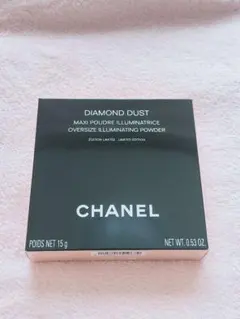 DIAMOND DUST
MAXI POUDRE ILLUMINATRICE
OVERSIZE ILLUMINATING POWDER
ÉDITION LIMITÉE - LIMITED EDITION
CHANEL
POIDS NET 15 g
NET WT. 0.53 OZ.